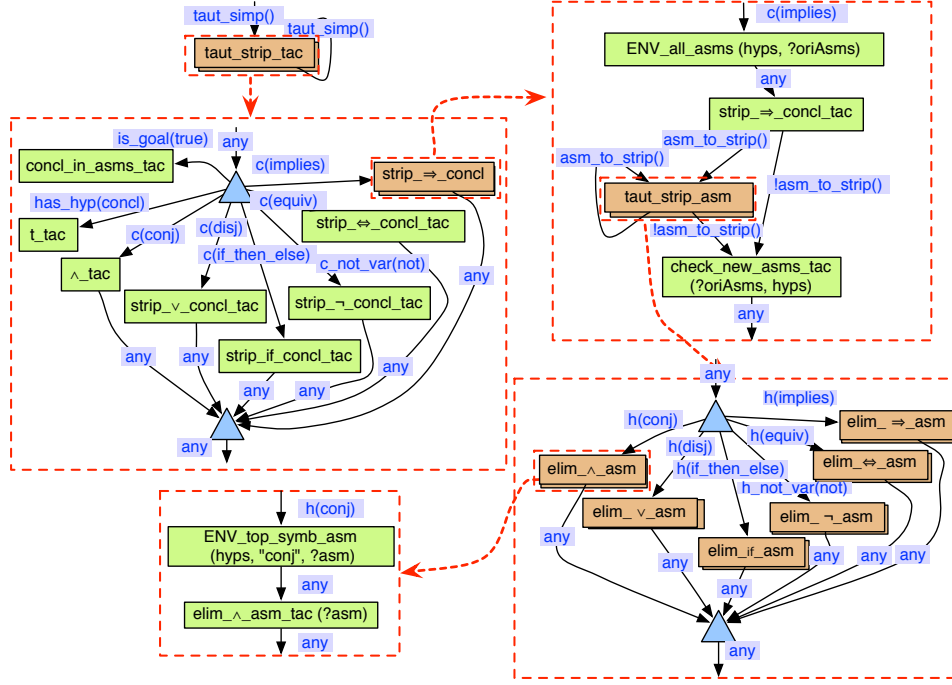 taut_simp()
taut_simp()
taut_strip_tac
is_goal(true)
any
concl_in_asms_tac
c(implies)
strip_⇒_concl
has_hyp(concl)
c(equiv)
t_tac
c(conj)
c(disj)
strip_⇔_concl_tac
∧_tac
c(if_then_else)
c_not_var(not)
strip_∨_concl_tac
strip_¬_concl_tac
strip_if_concl_tac
any
any
any
any
any
any
any
c(implies)
ENV_all_asms (hyps, ?oriAsms)
any
strip_⇒_concl_tac
asm_to_strip()
asm_to_strip()
!asm_to_strip()
taut_strip_asm
!asm_to_strip()
check_new_asms_tac
(?oriAsms, hyps)
any
any
h(implies)
h(conj)
h(disj)
h(equiv)
elim_ ⇒_asm
elim_∧_asm
h(if_then_else)
elim_⇔_asm
h_not_var(not)
elim_ ∨_asm
elim_ ¬_asm
elim_if_asm
any
any
any
any
any
any
any
h(conj)
ENV_top_symb_asm
(hyps, "conj", ?asm)
any
elim_∧_asm_tac (?asm)
any